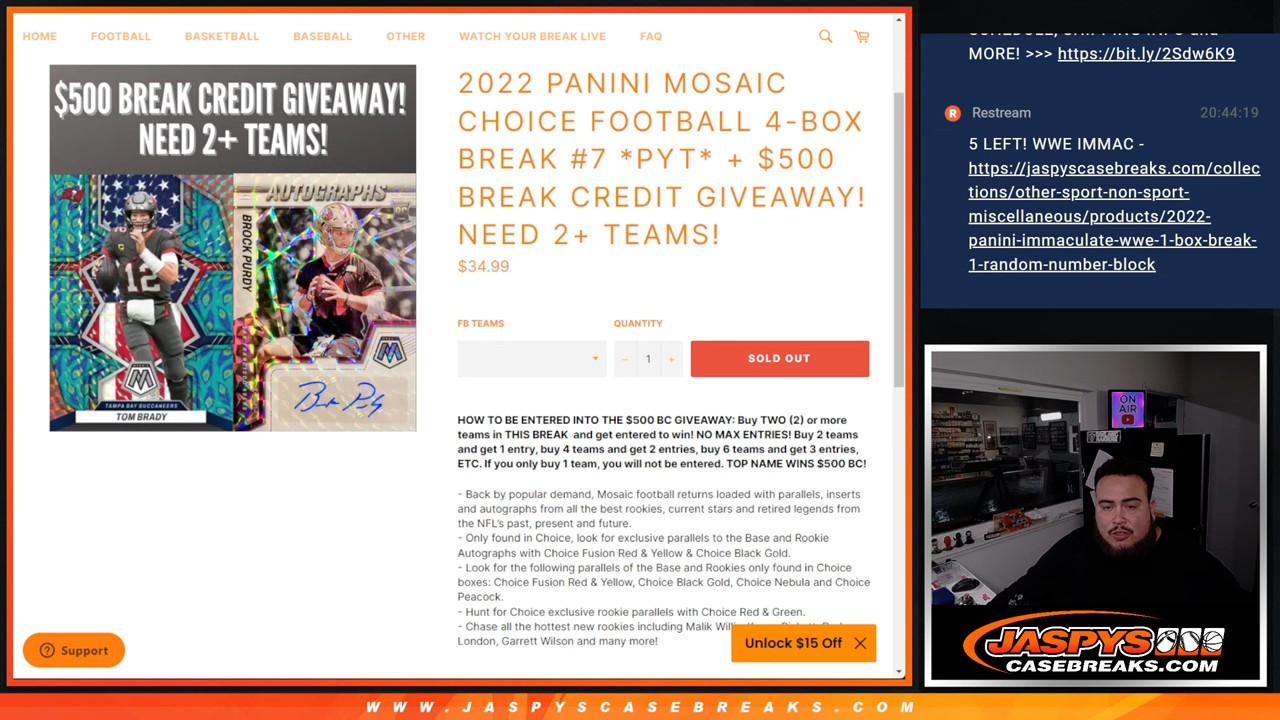 HOME FOOTBALL BASKETBALL BASEBALL OTHER WATCH YOUR BREAK LIVE FAQ
$500 BREAK CREDIT GIVEAWAY!
NEED 2+ TEAMS!
12
TAMPA BAY BUCCANEERS
TOM BRADY
AUTOGRAPHS
RC
BROCK PURDY
2022 PANINI MOSAIC
CHOICE FOOTBALL 4-BOX
BREAK #7 *PYT* + $500
BREAK CREDIT GIVEAWAY!
NEED 2+ TEAMS!
$34.99
FB TEAMS QUANTITY
− 1 + SOLD OUT
HOW TO BE ENTERED INTO THE $500 BC GIVEAWAY: Buy TWO (2) or more
teams in THIS BREAK and get entered to win! NO MAX ENTRIES! Buy 2 teams
and get 1 entry, buy 4 teams and get 2 entries, buy 6 teams and get 3 entries,
ETC. If you only buy 1 team, you will not be entered. TOP NAME WINS $500 BC!
- Back by popular demand, Mosaic football returns loaded with parallels, inserts
and autographs from all the best rookies, current stars and retired legends from
the NFL's past, present and future.
- Only found in Choice, look for exclusive parallels to the Base and Rookie
Autographs with Choice Fusion Red & Yellow & Choice Black Gold.
- Look for the following parallels of the Base and Rookies only found in Choice
boxes: Choice Fusion Red & Yellow, Choice Black Gold, Choice Nebula and Choice
Peacock.
- Hunt for Choice exclusive rookie parallels with Choice Red & Green.
- Chase all the hottest new rookies including Malik
London, Garrett Wilson and many more!
Unlock $15 Off
? Support
MORE! >>> https://bit.ly/2Sdw6K9
R Restream 20:44:19
5 LEFT! WWE IMMAC -
https://jaspyscasebreaks.com/collec
tions/other-sport-non-sport-
miscellaneous/products/2022-
panini-immaculate-wwe-1-box-break-
1-random-number-block
ON
AIR
JASPYS
CASEBREAKS.COM
WWW.JASPYSCASEBREAKS.COM